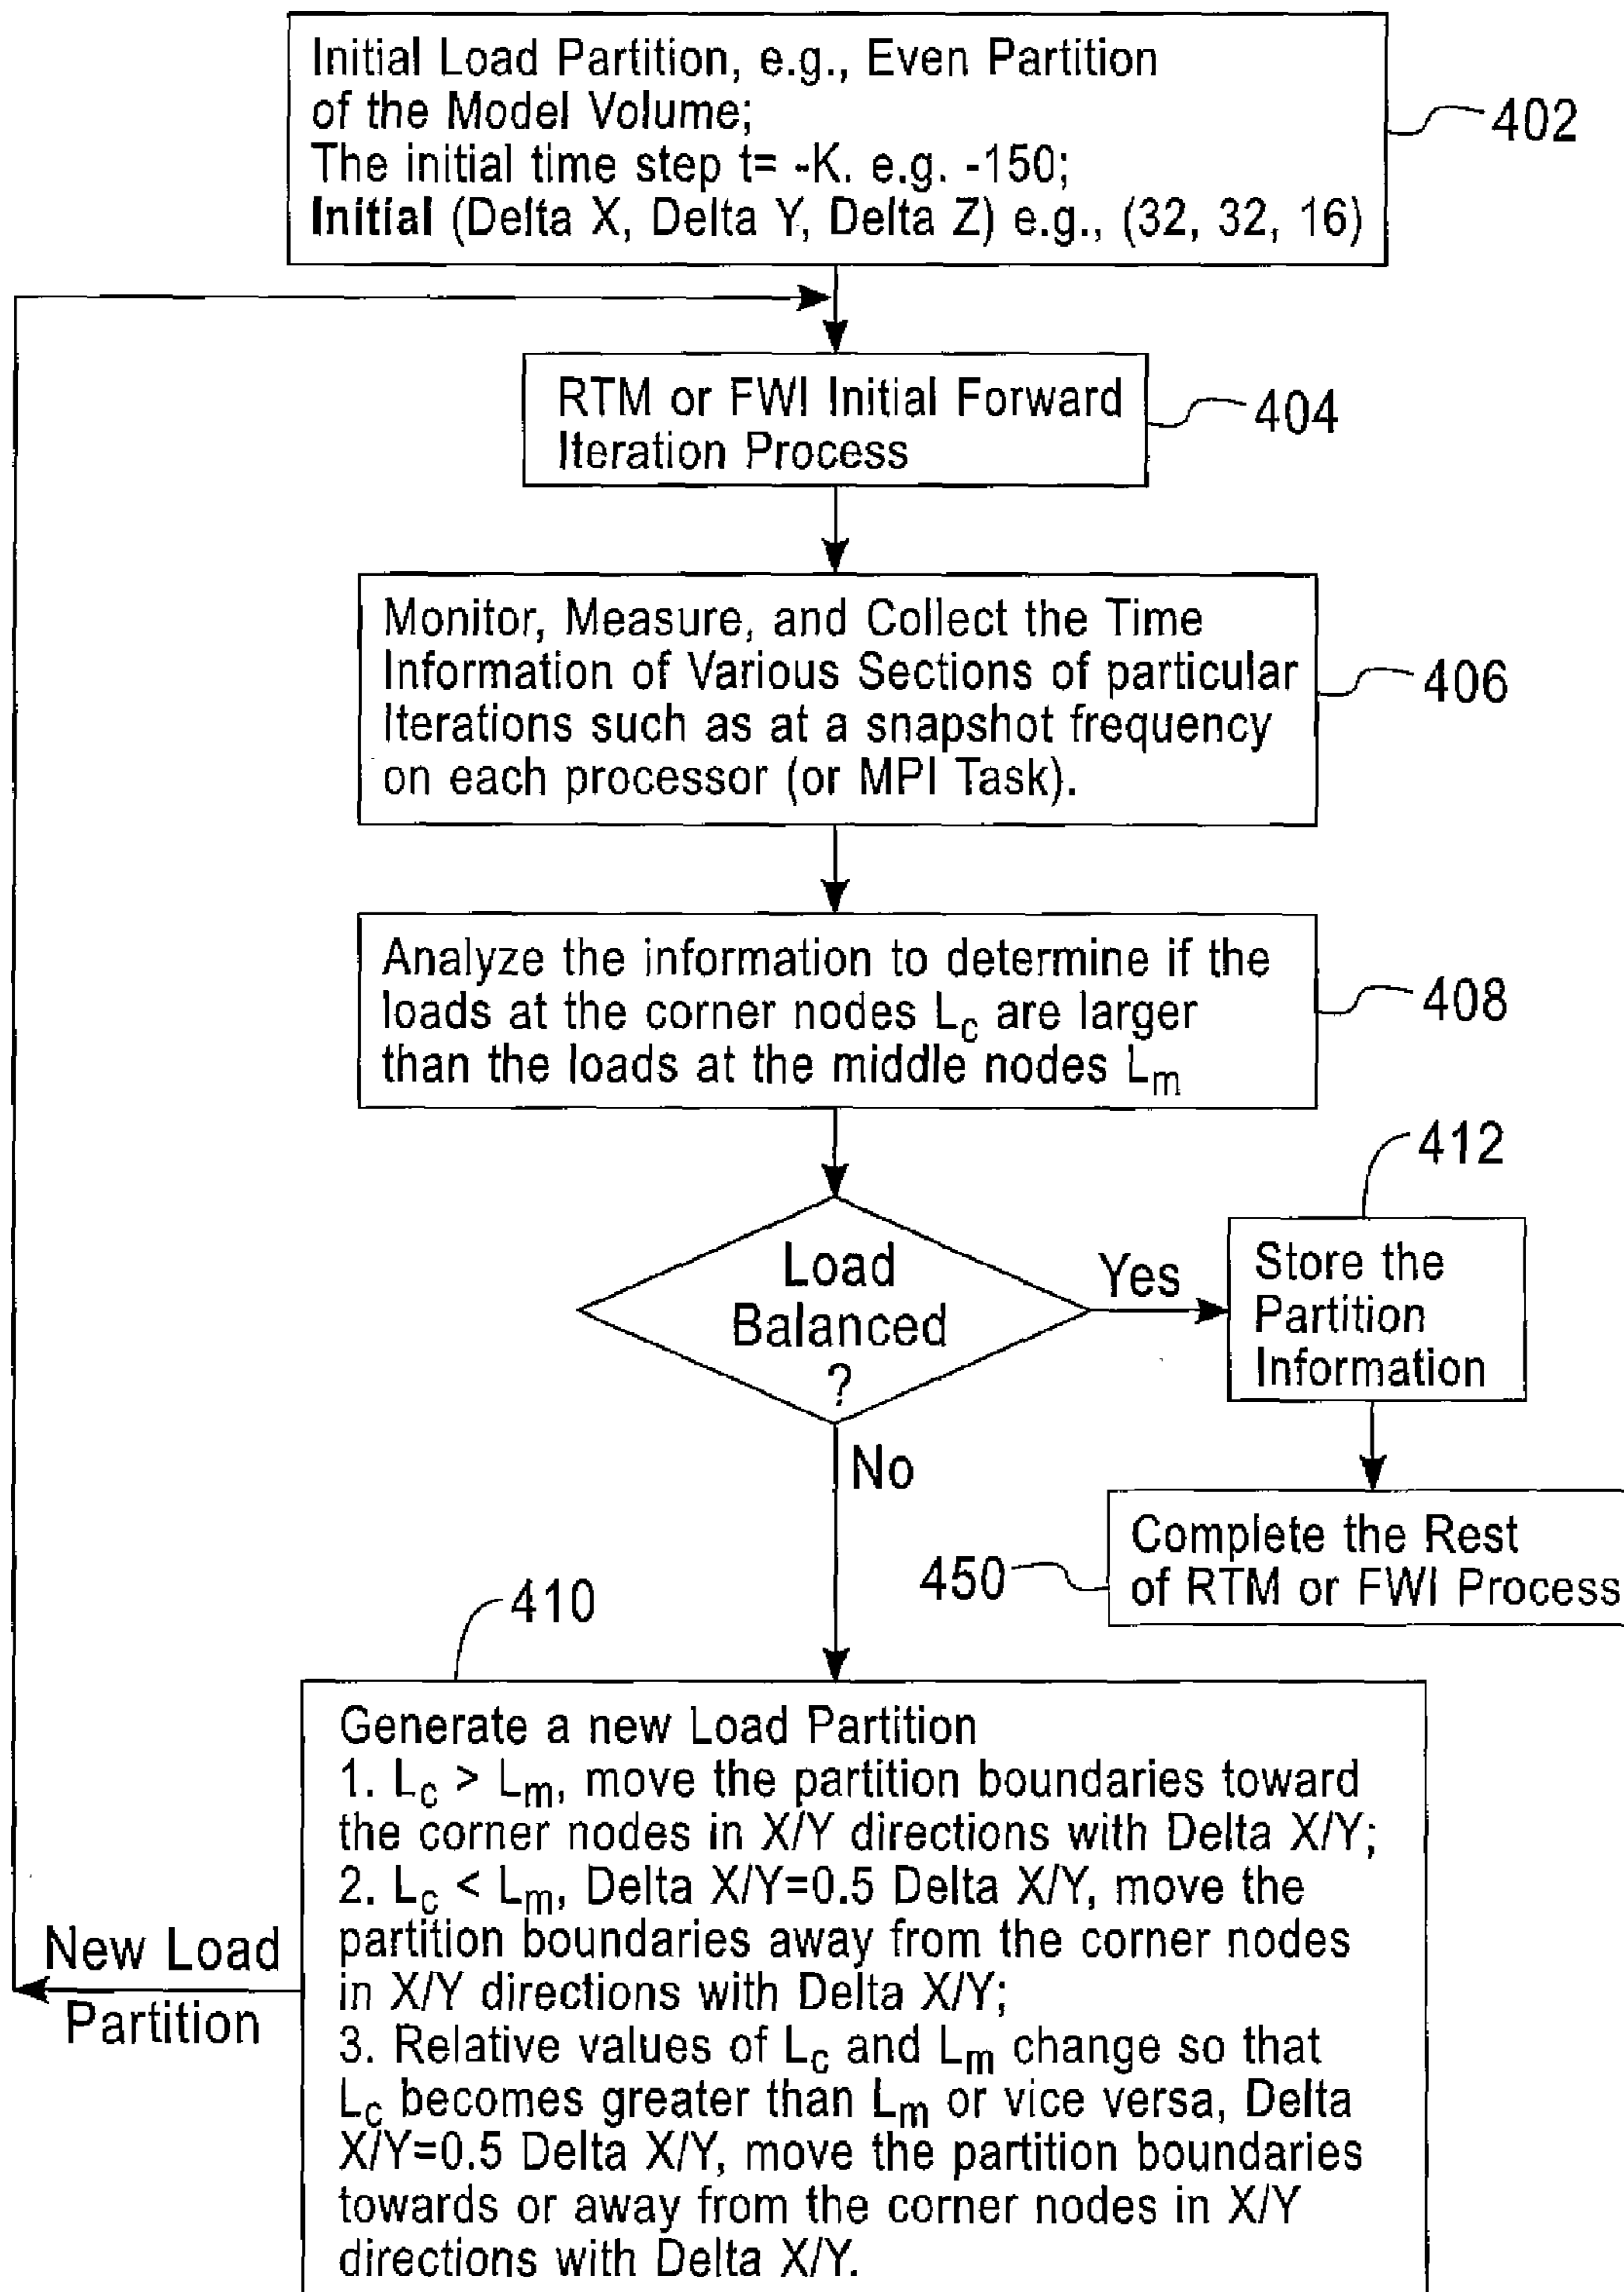 Initial Load Partition, e.g., Even Partition
of the Model Volume;
The initial time step t= -K. e.g. -150;
Initial (Delta X, Delta Y, Delta Z) e.g., (32, 32, 16)
402
RTM or FWI Initial Forward
Iteration Process
404
Monitor, Measure, and Collect the Time
Information of Various Sections of particular
Iterations such as at a snapshot frequency
on each processor (or MPI Task).
406
Analyze the information to determine if the
loads at the corner nodes Lc are larger
than the loads at the middle nodes Lm
408
Load
Balanced
?
Yes
412
Store the
Partition
Information
No
450
Complete the Rest
of RTM or FWI Process
410
Generate a new Load Partition
1. Lc > Lm, move the partition boundaries toward
the corner nodes in X/Y directions with Delta X/Y;
2. Lc < Lm, Delta X/Y=0.5 Delta X/Y, move the
partition boundaries away from the corner nodes
in X/Y directions with Delta X/Y;
3. Relative values of Lc and Lm change so that
Lc becomes greater than Lm or vice versa, Delta
X/Y=0.5 Delta X/Y, move the partition boundaries
towards or away from the corner nodes in X/Y
directions with Delta X/Y.
New Load
Partition